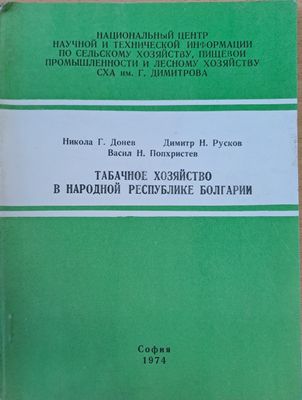 НАЦИОНАЛЬНЫЙ ЦЕНТР
НАУЧНОЙ И ТЕХНИЧЕСКОЙ ИНФОРМАЦИИ
ПО СЕЛЬСКОМУ ХОЗЯЙСТВУ, ПИЩЕВОЙ
ПРОМЫШЛЕННОСТИ И ЛЕСНОМУ ХОЗЯЙСТВУ
СХА им. Г. ДИМИТРОВА
Никола Г. Донев Димитр Н. Русков
Васил Н. Попхристев
ТАБАЧНОЕ ХОЗЯЙСТВО
В НАРОДНОЙ РЕСПУБЛИКЕ БОЛГАРИИ
София
1974